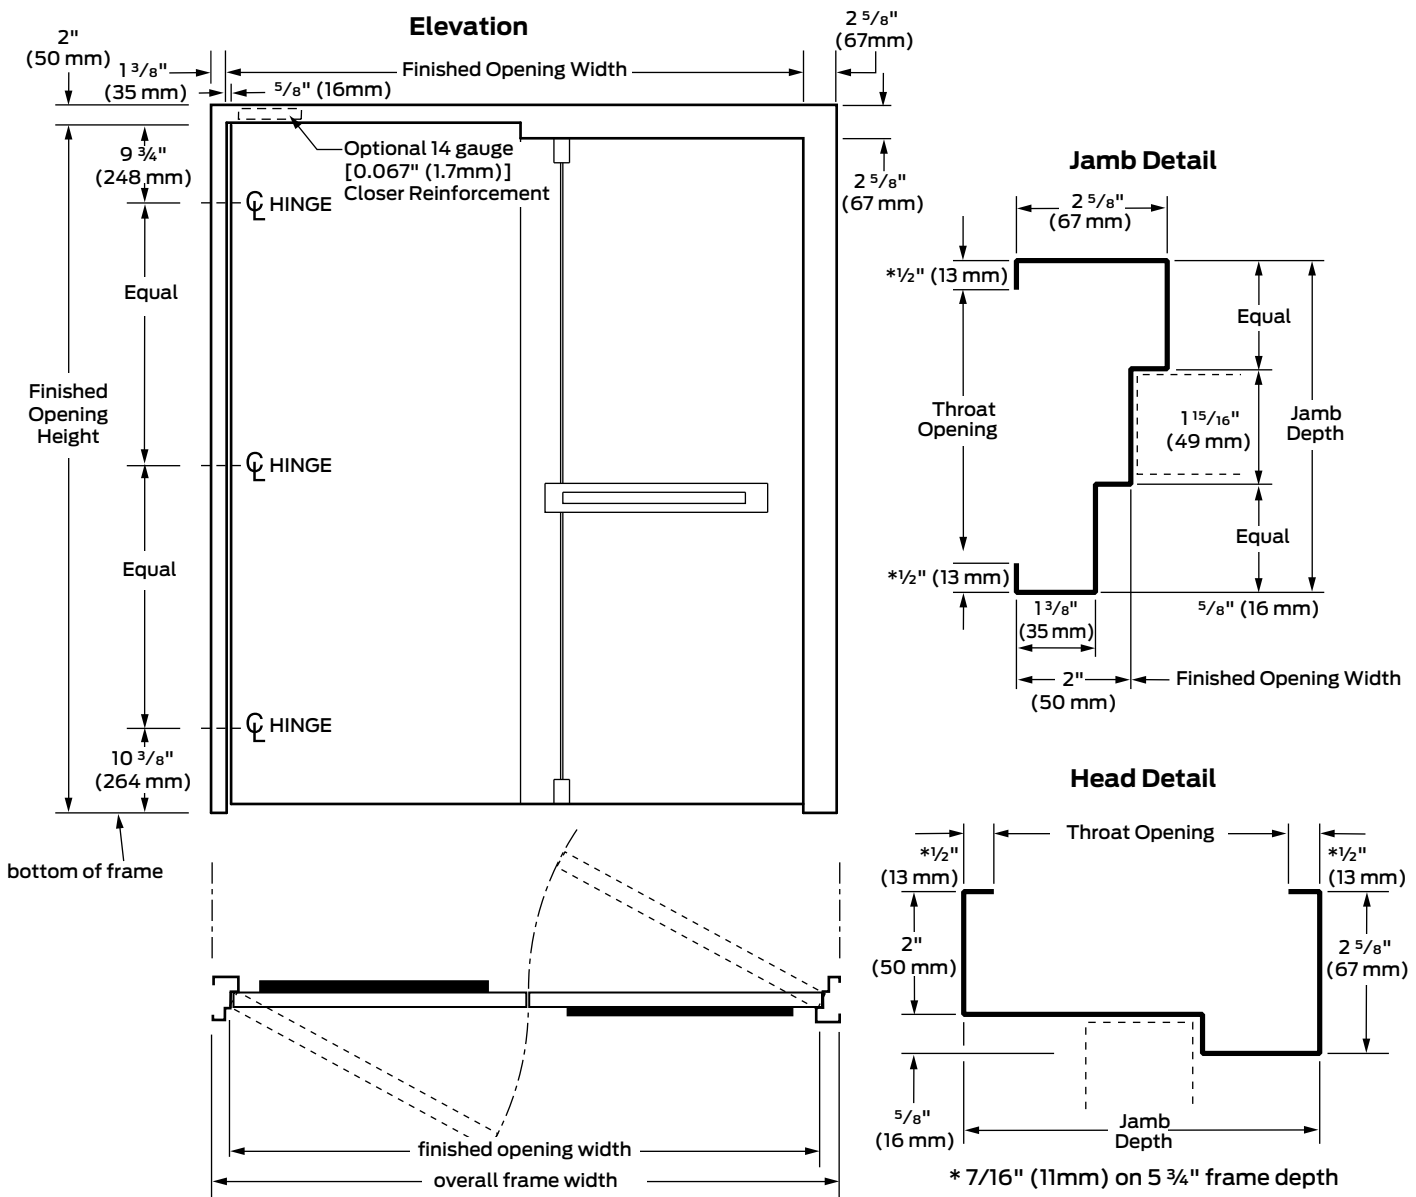 Elevation
2"
(50 mm)
1 3/8"
(35 mm)
Finished Opening Width
5/8" (16mm)
2 5/8"
(67mm)
Optional 14 gauge
[0.067" (1.7mm)]
Closer Reinforcement
9 3/4"
(248 mm)
2 5/8"
(67 mm)
℄ HINGE
Equal
Finished
Opening
Height
℄ HINGE
Equal
℄ HINGE
10 3/8"
(264 mm)
bottom of frame
finished opening width
overall frame width
Jamb Detail
2 5/8"
(67 mm)
*1/2" (13 mm)
Equal
Throat
Opening
1 15/16"
(49 mm)
Jamb
Depth
Equal
*1/2" (13 mm)
1 3/8"
(35 mm)
5/8" (16 mm)
2"
(50 mm)
Finished Opening Width
Head Detail
Throat Opening
*1/2"
(13 mm)
*1/2"
(13 mm)
2"
(50 mm)
2 5/8"
(67 mm)
5/8"
(16 mm)
Jamb
Depth
* 7/16" (11mm) on 5 3/4" frame depth